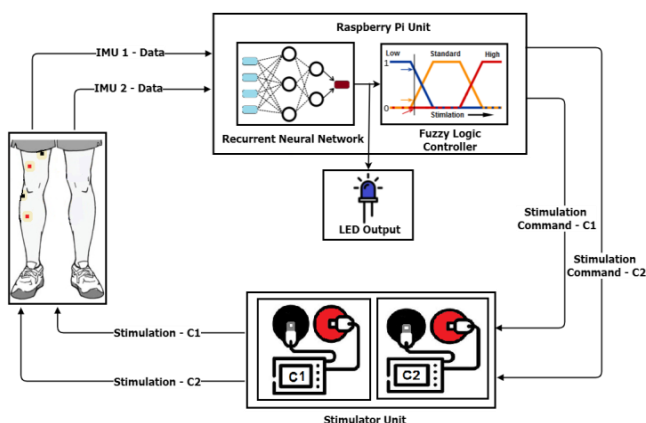 Raspberry Pi Unit
IMU 1 - Data
IMU 2 - Data
Low Standard High
1
0
Stimlation
Recurrent Neural Network
Fuzzy Logic
Controller
LED Output
Stimulation
Command - C1
Stimulation
Command - C2
Stimulation - C1
Stimulation - C2
C1
C2
Stimulator Unit